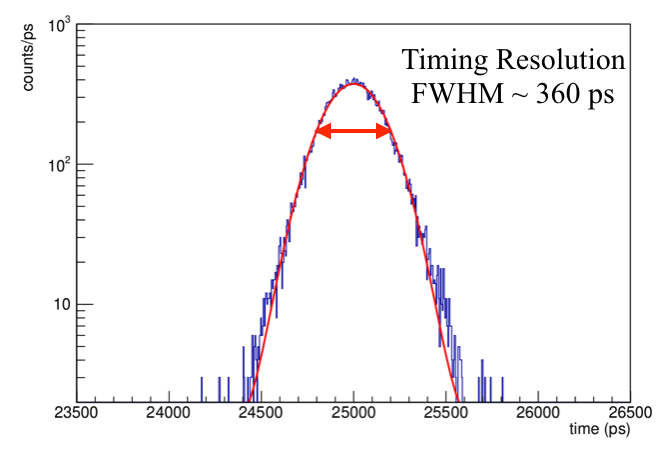 counts/ps
10³
Timing Resolution
FWHM ~ 360 ps
10²
10
23500 24000 24500 25000 25500 26000 26500
time (ps)